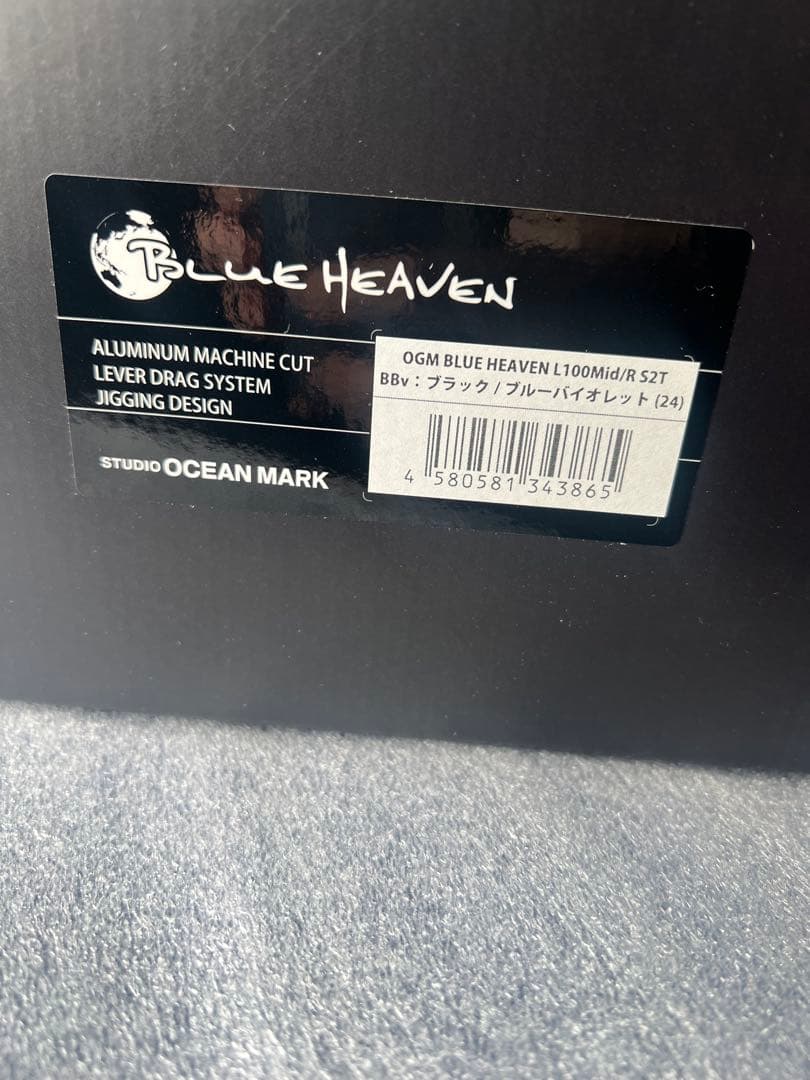 BLUE HEAVEN
ALUMINUM MACHINE CUT
LEVER DRAG SYSTEM
JIGGING DESIGN
STUDIO OCEAN MARK
OGM BLUE HEAVEN L100Mid/R S2T
BBv：ブラック / ブルーバイオレット (24)
4 580581 343865